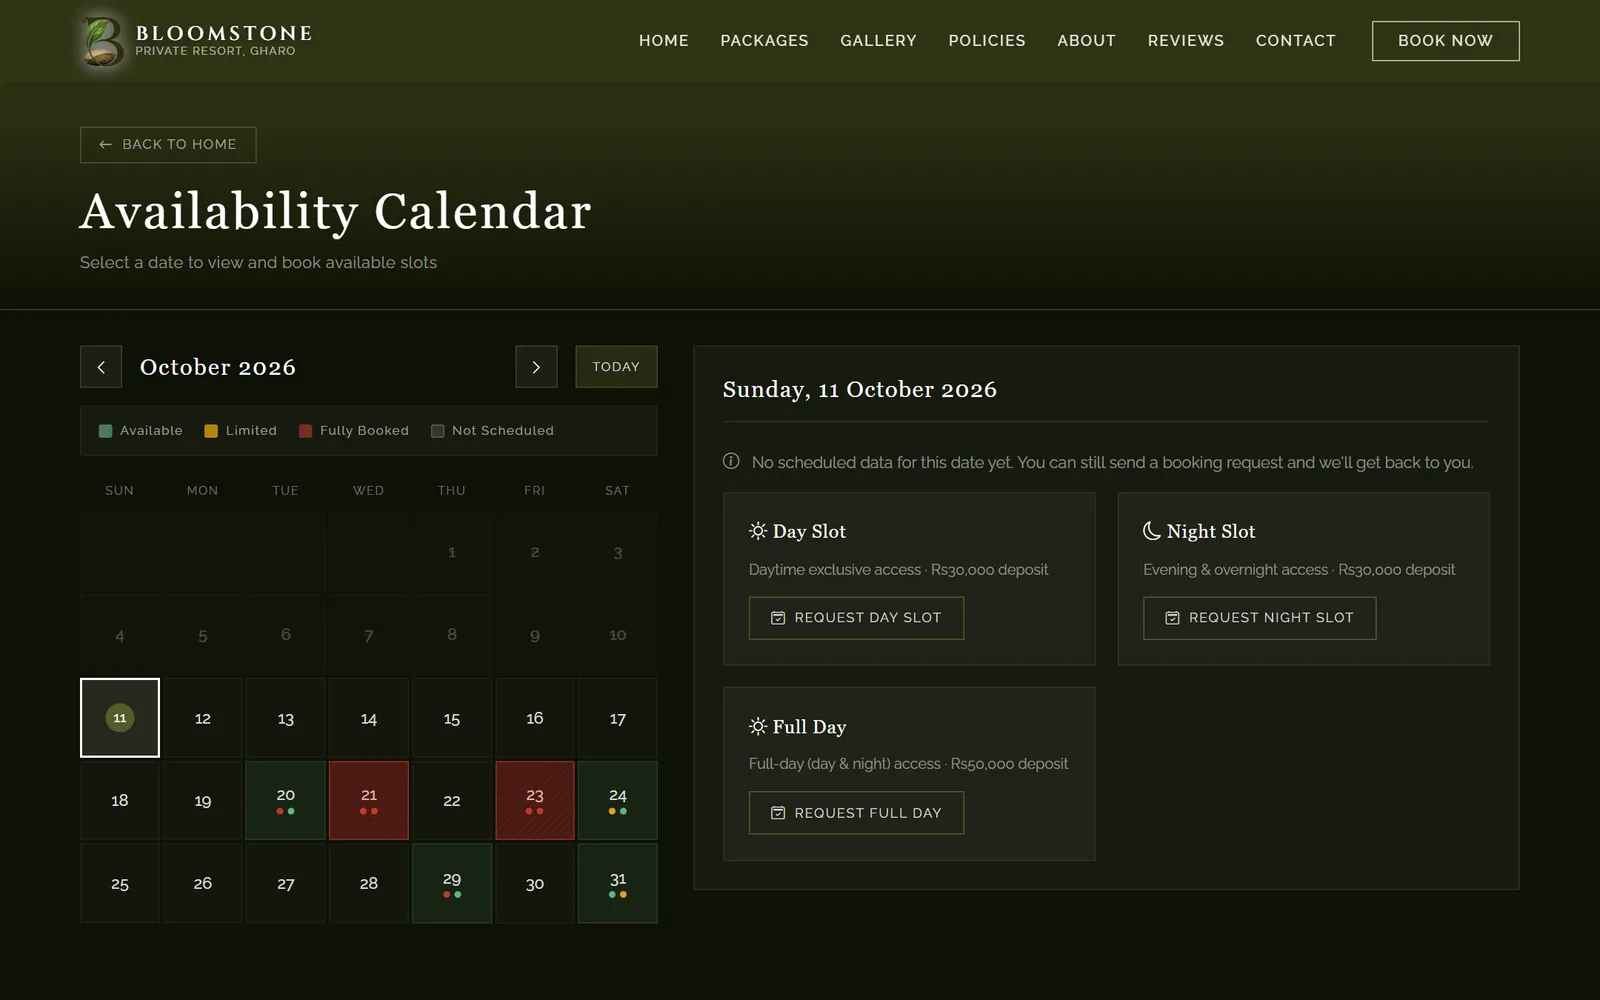 BLOOMSTONE
PRIVATE RESORT, GHARO
HOME PACKAGES GALLERY POLICIES ABOUT REVIEWS CONTACT BOOK NOW
← BACK TO HOME
Availability Calendar
Select a date to view and book available slots
October 2026
TODAY
Available Limited Fully Booked Not Scheduled
SUN MON TUE WED THU FRI SAT
1 2 3
4 5 6 7 8 9 10
11 12 13 14 15 16 17
18 19 20 21 22 23 24
25 26 27 28 29 30 31
Sunday, 11 October 2026
No scheduled data for this date yet. You can still send a booking request and we'll get back to you.
Day Slot
Daytime exclusive access · Rs30,000 deposit
REQUEST DAY SLOT
Night Slot
Evening & overnight access · Rs30,000 deposit
REQUEST NIGHT SLOT
Full Day
Full-day (day & night) access · Rs50,000 deposit
REQUEST FULL DAY